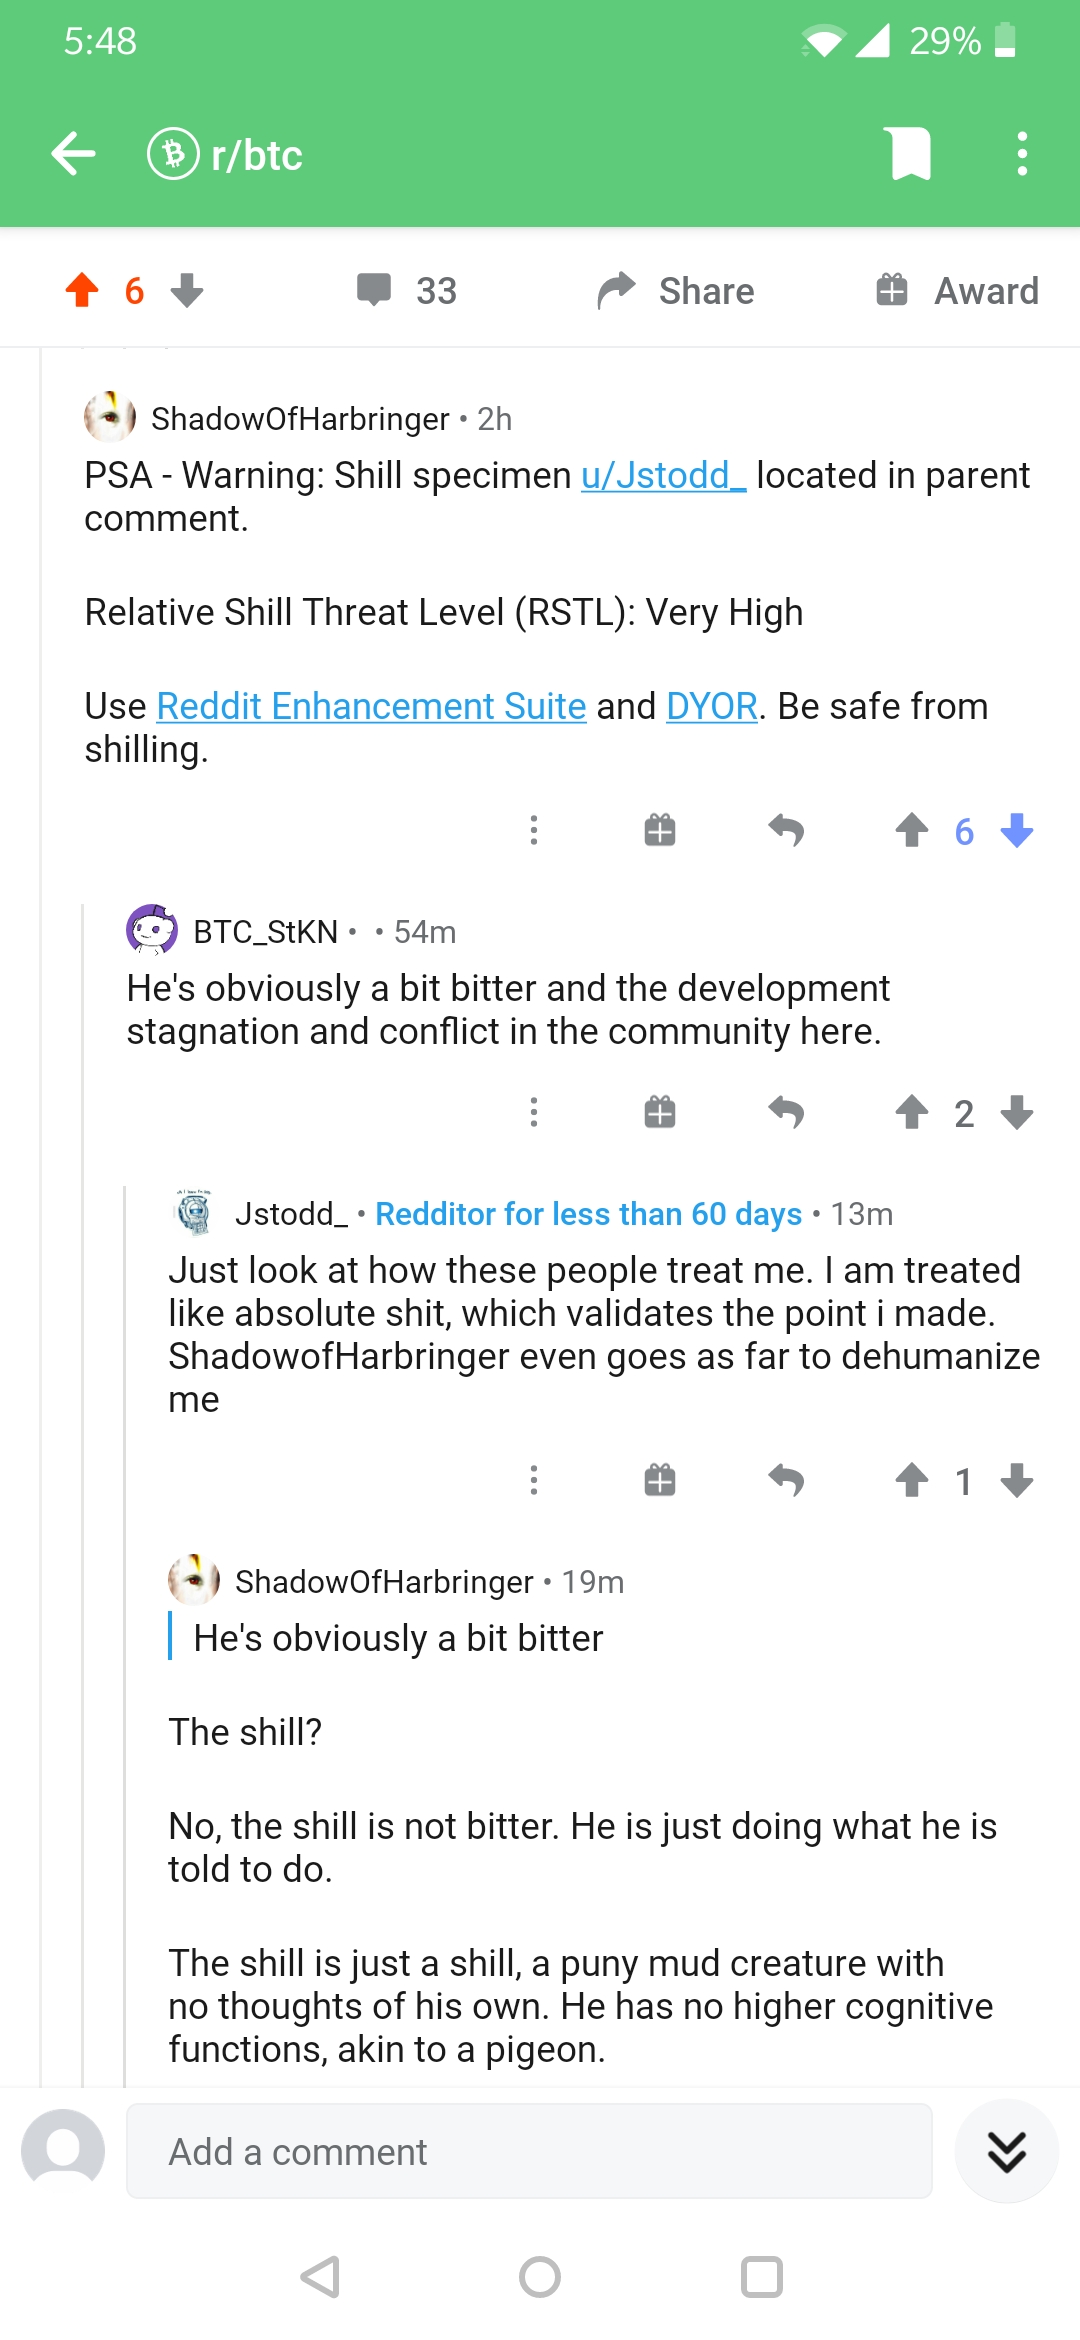 5:48
29%
r/btc
6
33
Share
Award
ShadowOfHarbringer • 2h
PSA - Warning: Shill specimen u/Jstodd_ located in parent
comment.
Relative Shill Threat Level (RSTL): Very High
Use Reddit Enhancement Suite and DYOR. Be safe from
shilling.
6
BTC_StKN • • 54m
He's obviously a bit bitter and the development
stagnation and conflict in the community here.
2
Jstodd_ • Redditor for less than 60 days • 13m
Just look at how these people treat me. I am treated
like absolute shit, which validates the point i made.
ShadowofHarbringer even goes as far to dehumanize
me
1
ShadowOfHarbringer • 19m
He's obviously a bit bitter
The shill?
No, the shill is not bitter. He is just doing what he is
told to do.
The shill is just a shill, a puny mud creature with
no thoughts of his own. He has no higher cognitive
functions, akin to a pigeon.
Add a comment